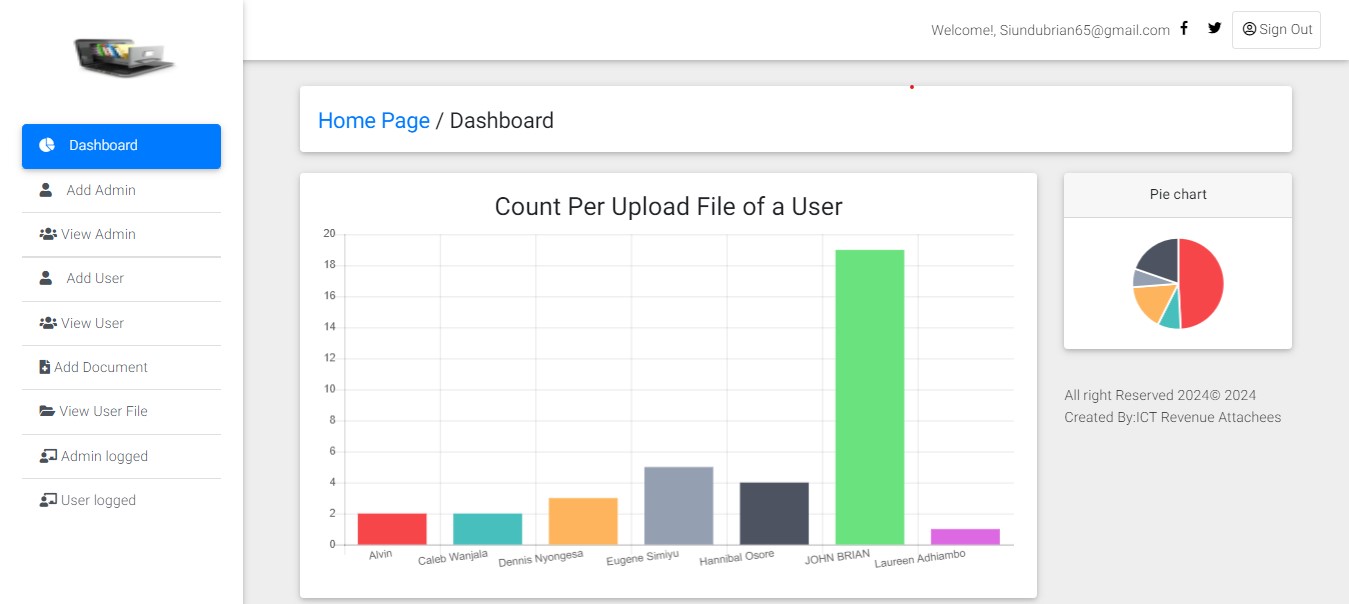 Welcome!, Siundubrian65@gmail.com
Sign Out
Dashboard
Add Admin
View Admin
Add User
View User
Add Document
View User File
Admin logged
User logged
Home Page / Dashboard
Count Per Upload File of a User
20
18
16
14
12
10
8
6
4
2
0
Alvin
Caleb Wanjala
Dennis Nyongesa
Eugene Simiyu
Hannibal Osore
JOHN BRIAN
Laureen Adhiambo
Pie chart
All right Reserved 2024© 2024
Created By:ICT Revenue Attachees